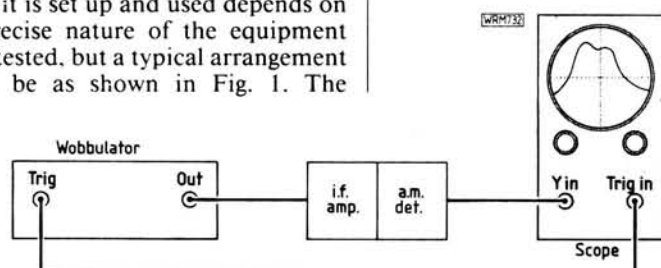 it is set up and used depends on
recise nature of the equipment
tested, but a typical arrangement
be as shown in Fig. 1. The
WRM732
Wobbulator
Trig
Out
i.f.
amp.
a.m.
det.
Y in
Trig in
Scope